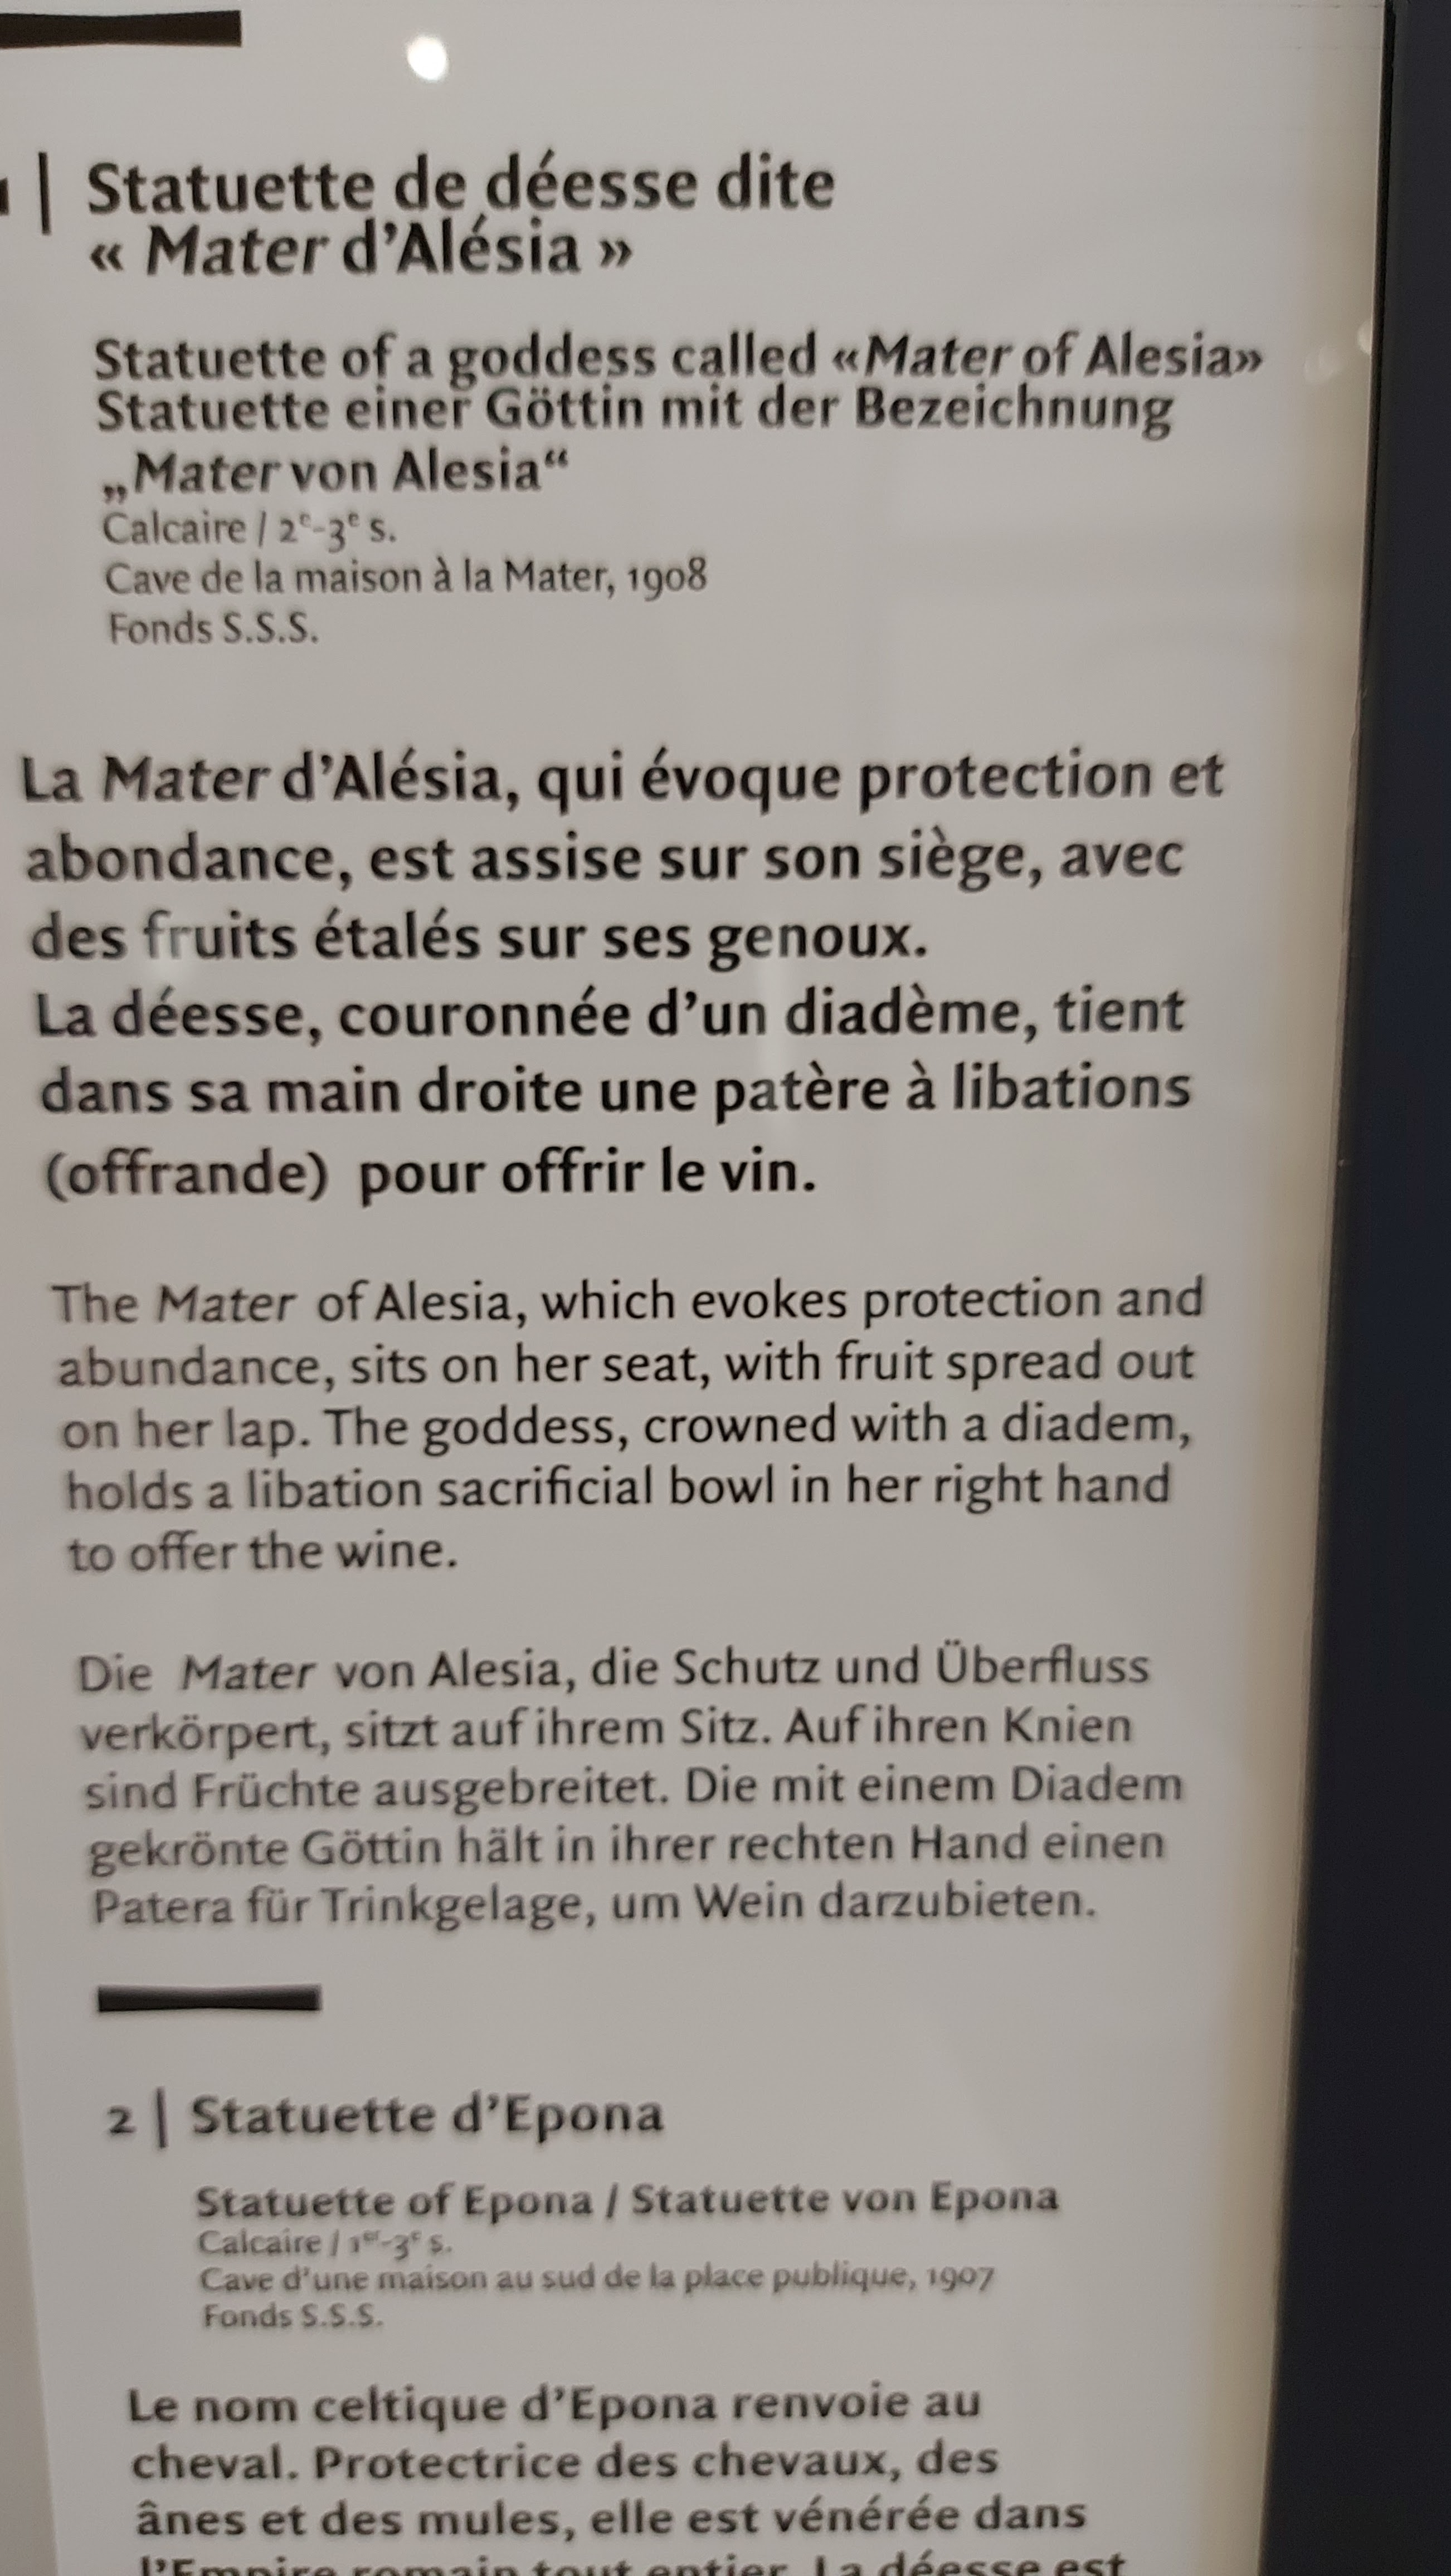 1 | Statuette de déesse dite
« Mater d’Alésia »
Statuette of a goddess called «Mater of Alesia»
Statuette einer Göttin mit der Bezeichnung
„Mater von Alesia“
Calcaire / 2e-3e s.
Cave de la maison à la Mater, 1908
Fonds S.S.S.
La Mater d’Alésia, qui évoque protection et
abondance, est assise sur son siège, avec
des fruits étalés sur ses genoux.
La déesse, couronnée d’un diadème, tient
dans sa main droite une patère à libations
(offrande) pour offrir le vin.
The Mater of Alesia, which evokes protection and
abundance, sits on her seat, with fruit spread out
on her lap. The goddess, crowned with a diadem,
holds a libation sacrificial bowl in her right hand
to offer the wine.
Die Mater von Alesia, die Schutz und Überfluss
verkörpert, sitzt auf ihrem Sitz. Auf ihren Knien
sind Früchte ausgebreitet. Die mit einem Diadem
gekrönte Göttin hält in ihrer rechten Hand einen
Patera für Trinkgelage, um Wein darzubieten.
2 | Statuette d’Epona
Statuette of Epona / Statuette von Epona
Calcaire / 1er-3e s.
Cave d’une maison au sud de la place publique, 1907
Fonds S.S.S.
Le nom celtique d’Epona renvoie au
cheval. Protectrice des chevaux, des
ânes et des mules, elle est vénérée dans
l’Empire romain tout entier. La déesse est